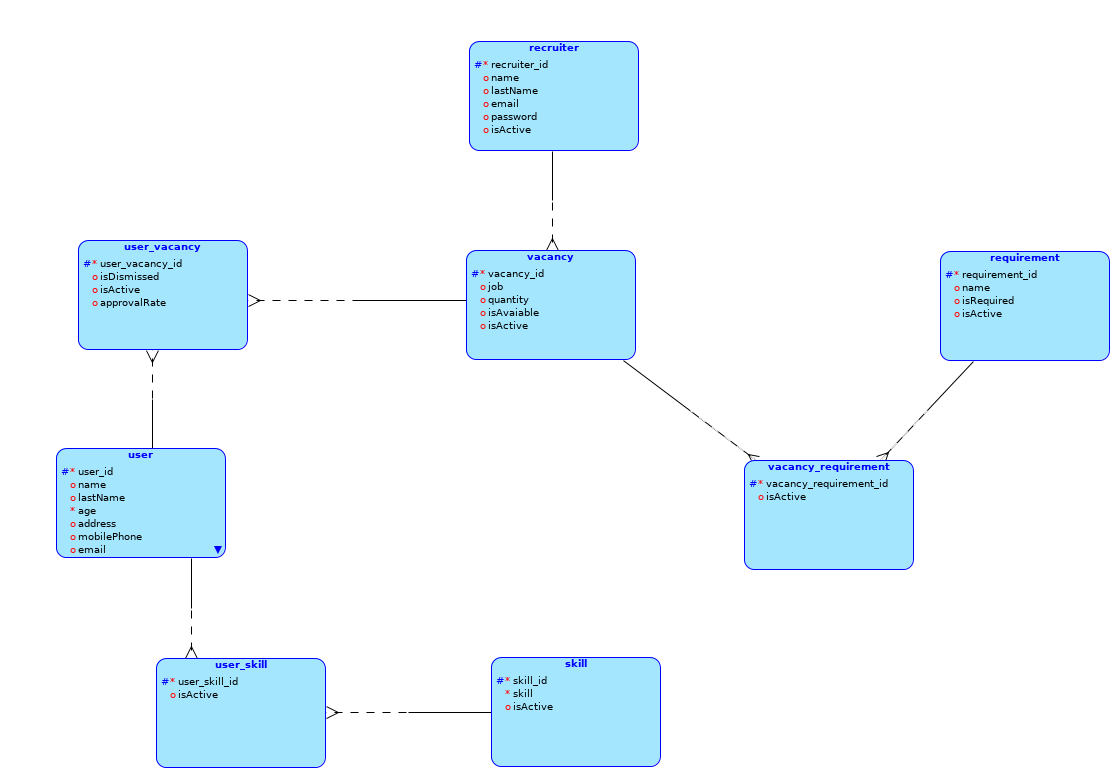 recruiter
#* recruiter_id
o name
o lastName
o email
o password
o isActive
user_vacancy
#* user_vacancy_id
o isDismissed
o isActive
o approvalRate
vacancy
#* vacancy_id
o job
o quantity
o isAvaiable
o isActive
requirement
#* requirement_id
o name
o isRequired
o isActive
user
#* user_id
o name
o lastName
* age
o address
o mobilePhone
o email
vacancy_requirement
#* vacancy_requirement_id
o isActive
user_skill
#* user_skill_id
o isActive
skill
#* skill_id
* skill
o isActive